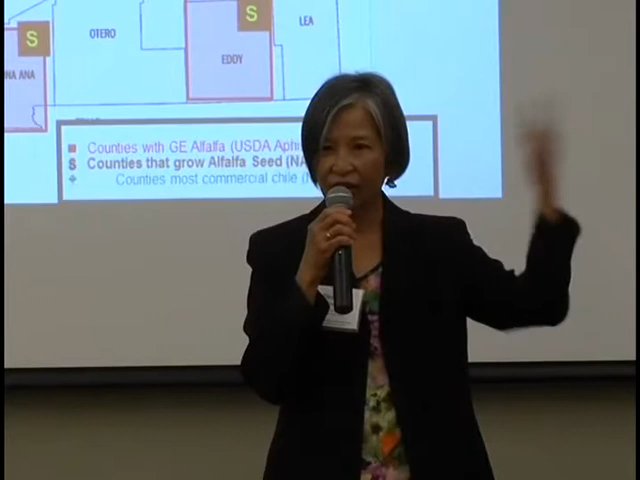 S
S
OTERO
LEA
EDDY
NA ANA
Counties with GE Alfalfa (USDA Aphi
S Counties that grow Alfalfa Seed (NA
Counties most commercial chile (